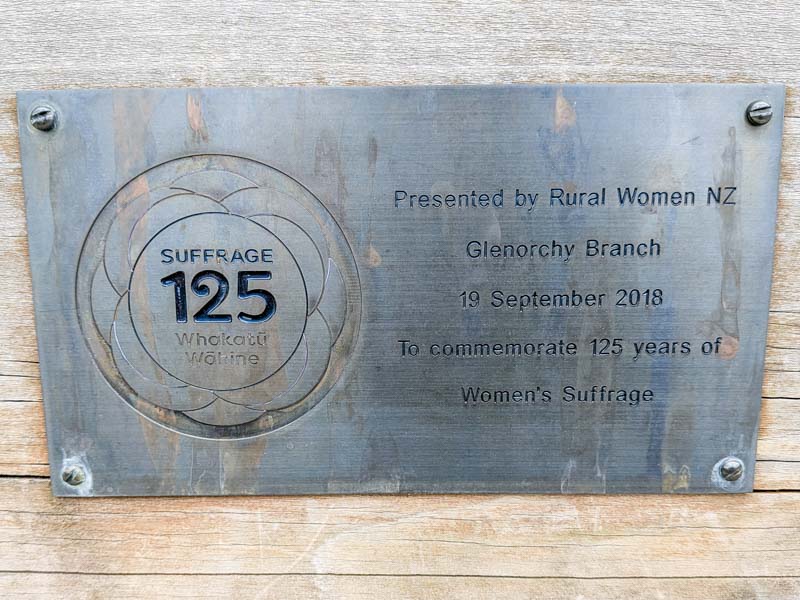 SUFFRAGE
125
Whakatū
Wāhine
Presented by Rural Women NZ
Glenorchy Branch
19 September 2018
To commemorate 125 years of
Women's Suffrage